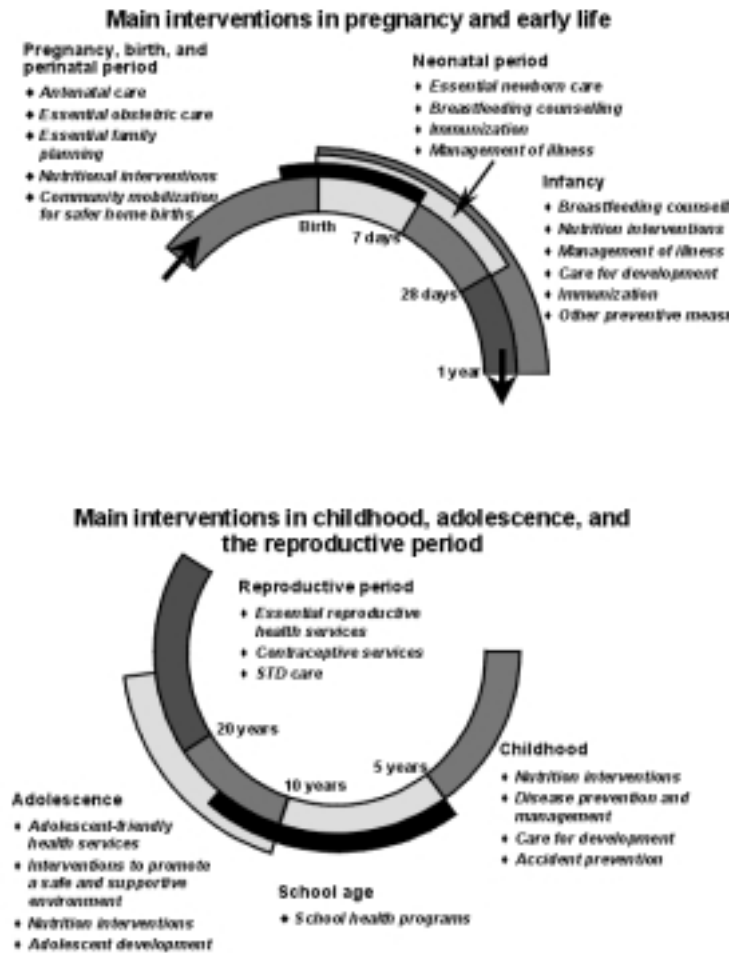 Main interventions in pregnancy and early life
Pregnancy, birth, and
perinatal period
♦ Antenatal care
♦ Essential obstetric care
♦ Essential family
planning
♦ Nutritional interventions
♦ Community mobilization
for safer home births
Neonatal period
♦ Essential newborn care
♦ Breastfeeding counselling
♦ Immunization
♦ Management of illness
Infancy
♦ Breastfeeding counsell
♦ Nutrition interventions
♦ Management of illness
♦ Care for development
♦ Immunization
♦ Other preventive measu
Birth
7 days
28 days
1 year
Main interventions in childhood, adolescence, and
the reproductive period
Reproductive period
♦ Essential reproductive
health services
♦ Contraceptive services
♦ STD care
20 years
10 years
5 years
Childhood
♦ Nutrition interventions
♦ Disease prevention and
management
♦ Care for development
♦ Accident prevention
Adolescence
♦ Adolescent-friendly
health services
♦ Interventions to promote
a safe and supportive
environment
♦ Nutrition interventions
♦ Adolescent development
School age
♦ School health programs